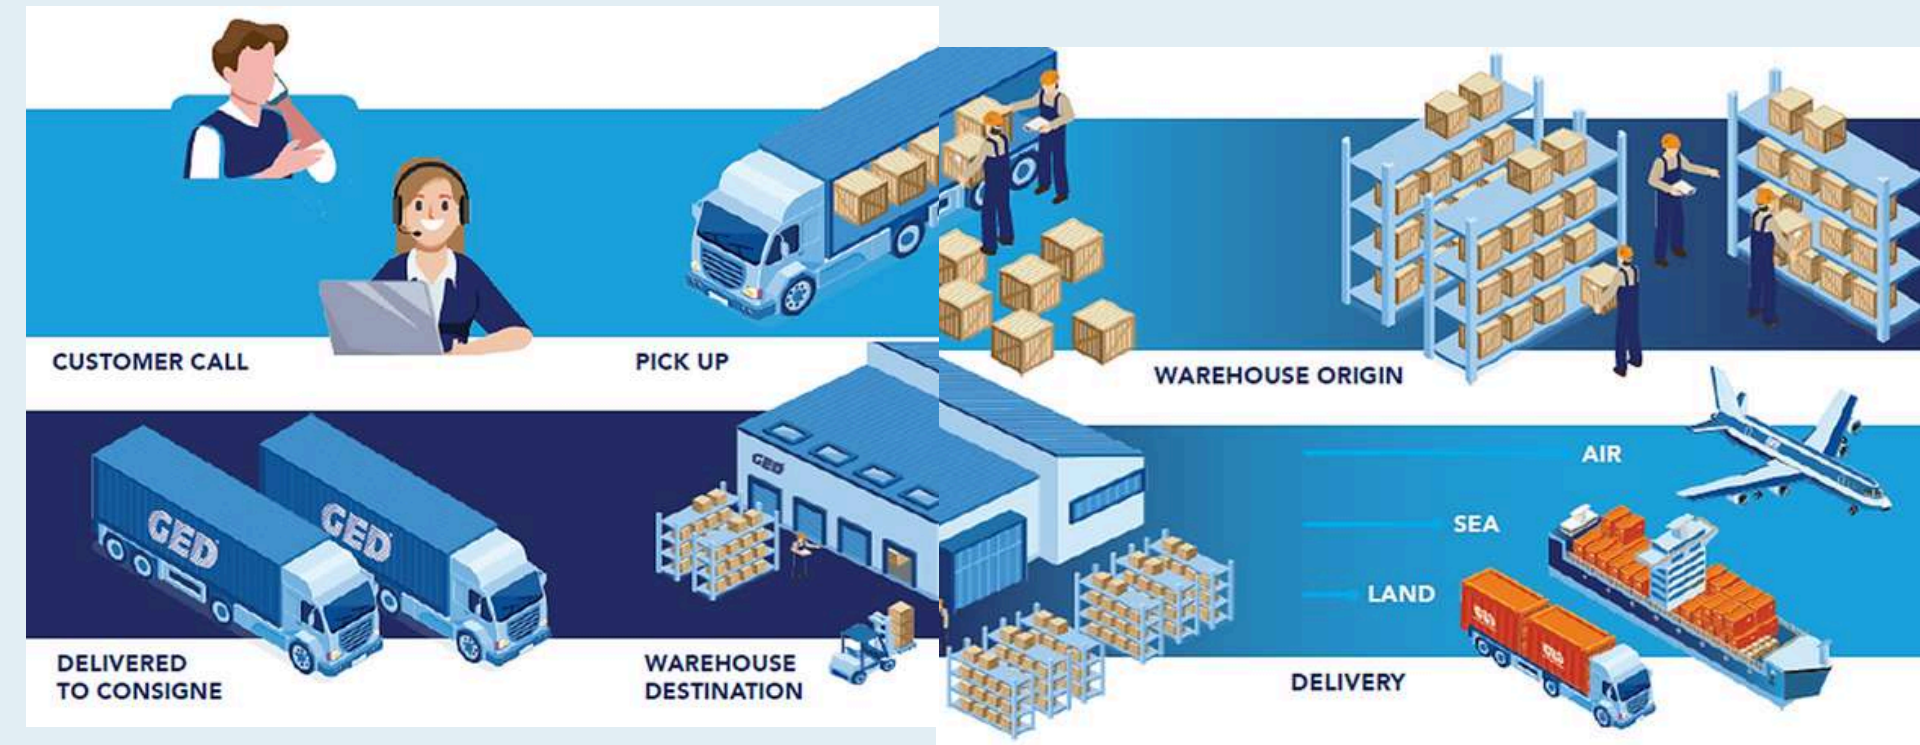 CUSTOMER CALL
PICK UP
WAREHOUSE ORIGIN
AIR
SEA
LAND
DELIVERY
GED
WAREHOUSE
DESTINATION
GED
GED
DELIVERED
TO CONSIGNE